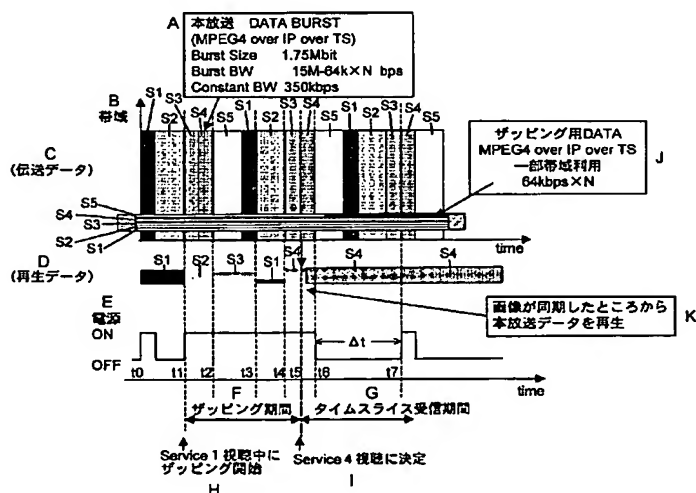 A
本放送 DATA BURST
(MPEG4 over IP over TS)
Burst Size 1.75Mbit
Burst BW 15M-64k×N bps
Constant BW 350kbps
B
帯域
S1
S2
S3
S4
S5
S1
S2
S3
S4
S5
S1
S2
S3
S4
S5
C
(伝送データ)
ザッピング用DATA
MPEG4 over IP over TS
一部帯域利用
64kbps×N
J
S5
S4
S3
S2
S1
time
D
(再生データ)
S1
S2
S3
S1
S4
S4
S4
E
電源
ON
OFF
Δt
画像が同期したところから
本放送データを再生
K
t0
t1
t2
t3
t4
t5
t6
t7
time
F
ザッピング期間
G
タイムスライス受信期間
Service 1 視聴中に
ザッピング開始
Service 4 視聴に決定
H
I